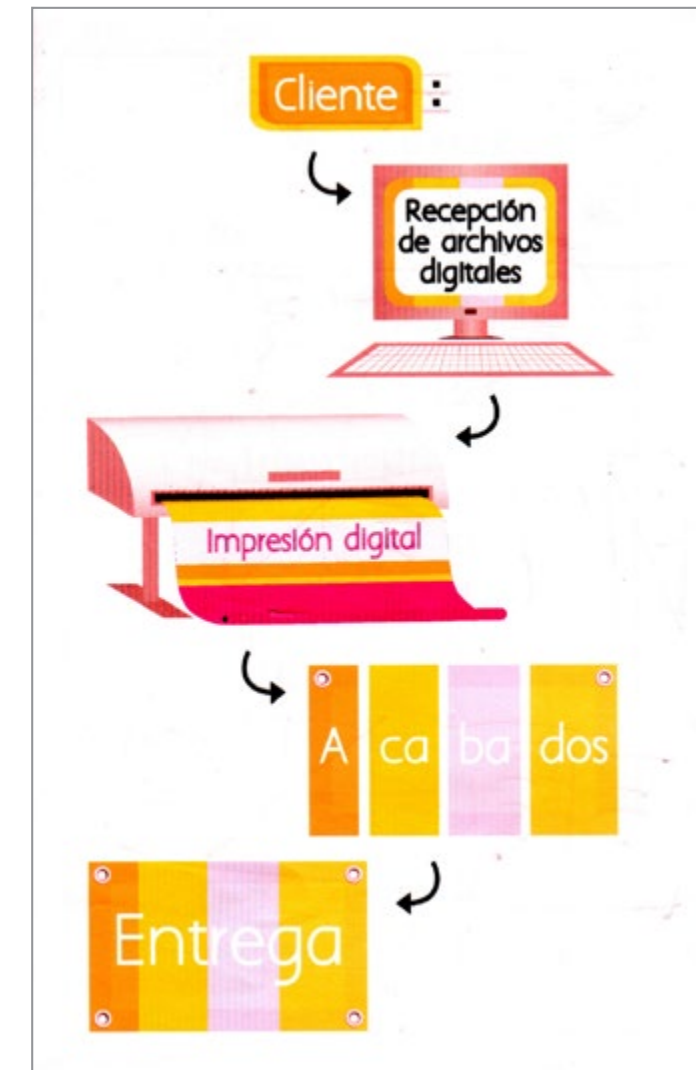 Cliente :
Recepción
de archivos
digitales
Impresión digital
A ca ba dos
Entrega